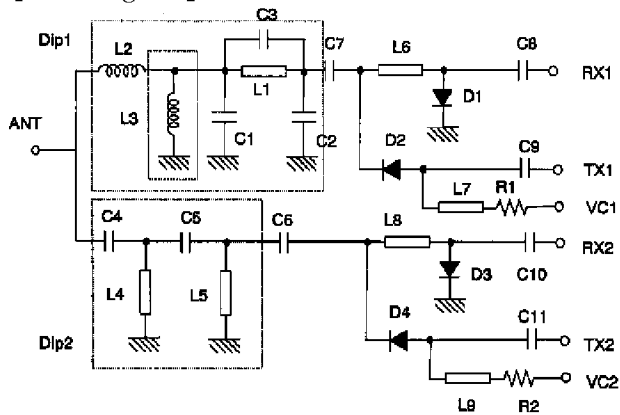 C3
Dip1
L2
C7
L6
C8
RX1
L1
D1
L3
ANT
C1
C2
D2
C9
TX1
L7
R1
VC1
C4
C5
C6
L8
RX2
D3
C10
L4
L5
D4
C11
TX2
Dip2
VC2
L9
R2